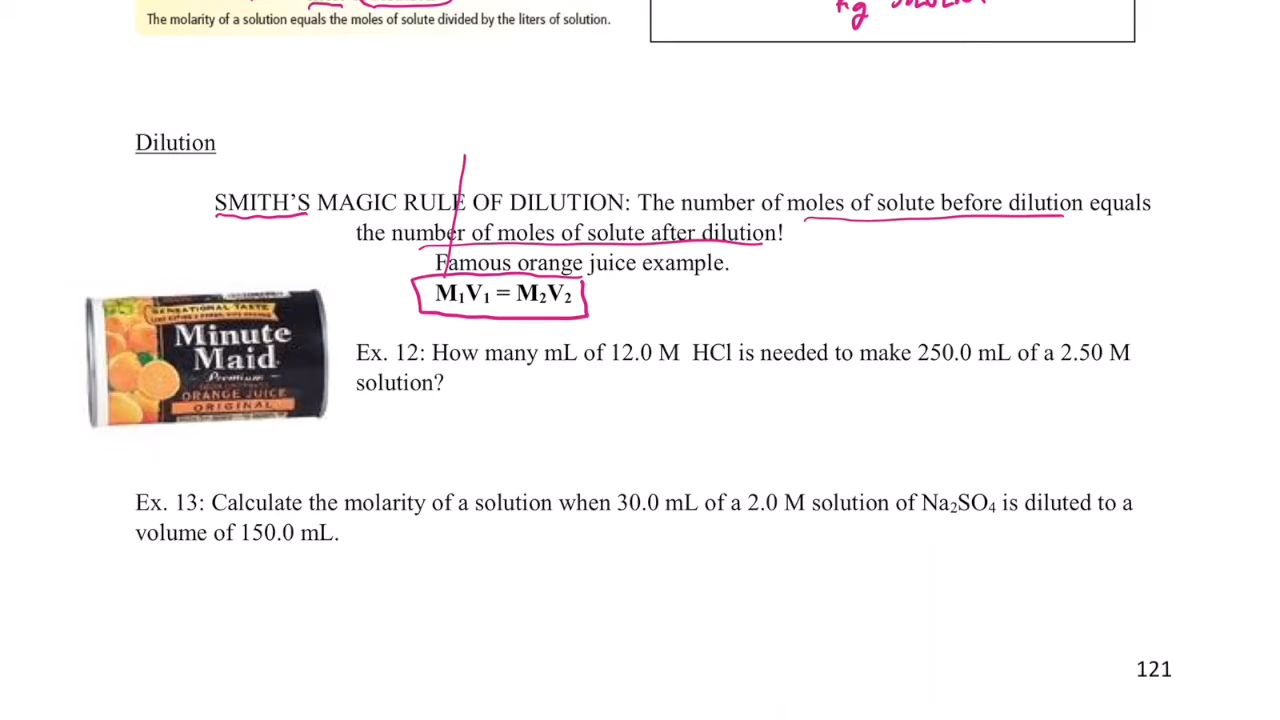 The molarity of a solution equals the moles of solute divided by the liters of solution.
Kg
Dilution
SMITH'S MAGIC RULE OF DILUTION: The number of moles of solute before dilution equals
the number of moles of solute after dilution!
Famous orange juice example.
M₁V₁ = M₂V₂
SENSATIONAL TASTE
Minute
Maid
Premium
ORANGE JUICE
ORIGINAL
Ex. 12: How many mL of 12.0 M HCl is needed to make 250.0 mL of a 2.50 M
solution?
Ex. 13: Calculate the molarity of a solution when 30.0 mL of a 2.0 M solution of Na₂SO₄ is diluted to a
volume of 150.0 mL.
121